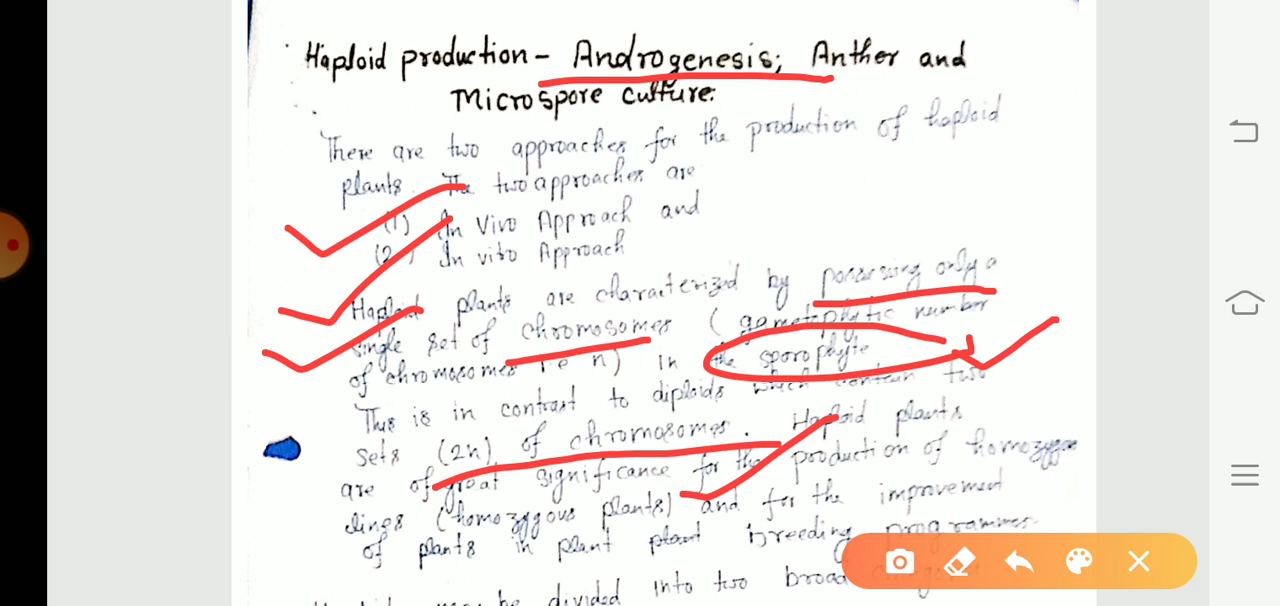 Haploid production - Androgenesis; Anther and
Microspore culture:
There are two approaches for the production of haploid
plants. The two approaches are
(1) In Vivo Approach and
(2) In vitro Approach
Haploid plants are characterized by possessing only a
single set of chromosomes (gametophytic number
of chromosomes i.e n) in the sporophyte
This is in contrast to diploids which contain two
sets (2n) of chromosomes. Haploid plants
are of great significance for the production of homozygous
lings (homozygous plants) and for the improvement
of plants in plant plant breeding programmes.
may be divided into two broad